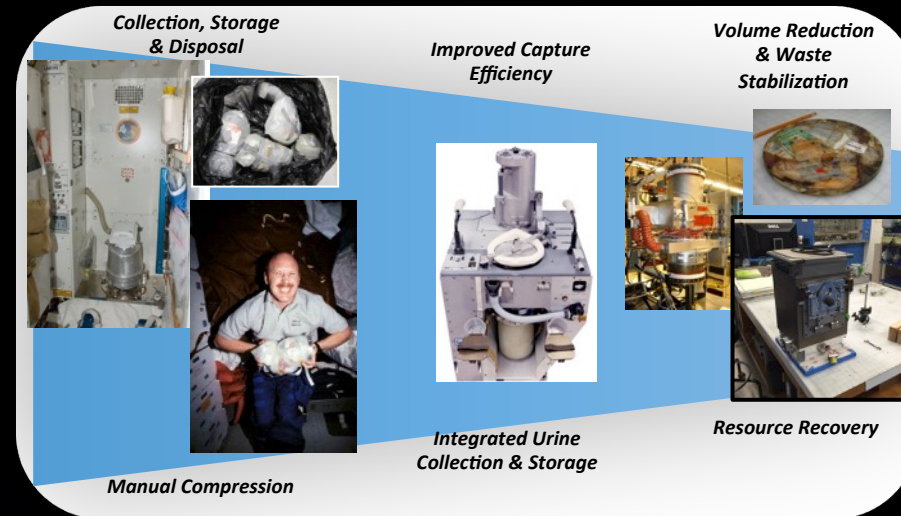 Collection, Storage
& Disposal
Improved Capture
Efficiency
Volume Reduction
& Waste
Stabilization
Manual Compression
Integrated Urine
Collection & Storage
Resource Recovery